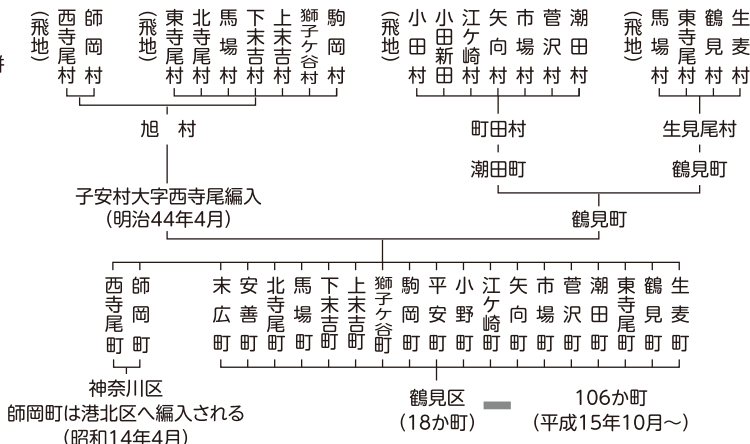 生麦村
鶴見村
東寺尾村
馬場村
(飛地)
潮田村
菅沢村
市場村
矢向村
江ケ崎村
小田新田
小田村
(飛地)
駒岡村
獅子ケ谷村
上末吉村
下末吉村
馬場村
北寺尾村
東寺尾村
(飛地)
師岡村
西寺尾村
(飛地)
旭 村
町田村
生見尾村
潮田町
鶴見町
子安村大字西寺尾編入
(明治44年4月)
鶴見町
生麦町
鶴見町
東寺尾町
潮田町
菅沢町
市場町
矢向町
江ケ崎町
小野町
平安町
駒岡町
獅子ケ谷町
上末吉町
下末吉町
馬場町
北寺尾町
安善町
末広町
師岡町
西寺尾町
神奈川区
師岡町は港北区へ編入される
(昭和14年4月)
鶴見区
(18か町)
106か町
(平成15年10月〜)